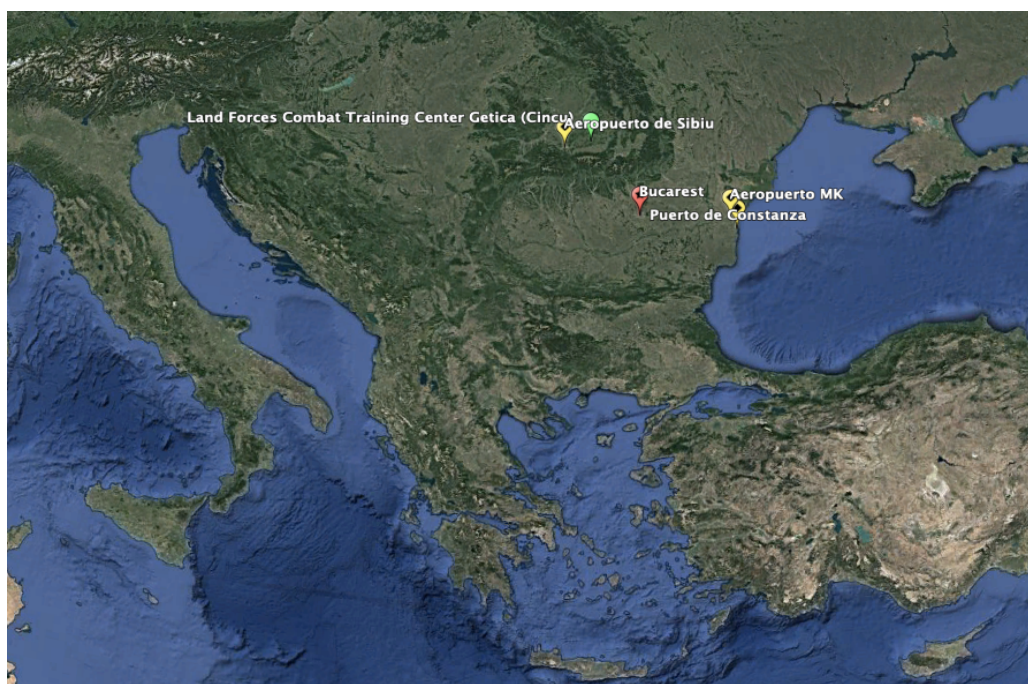 Land Forces Combat Training Center Getica (Cincu)
Aeropuerto de Sibiu
Bucarest
Aeropuerto MK
Puerto de Constanza